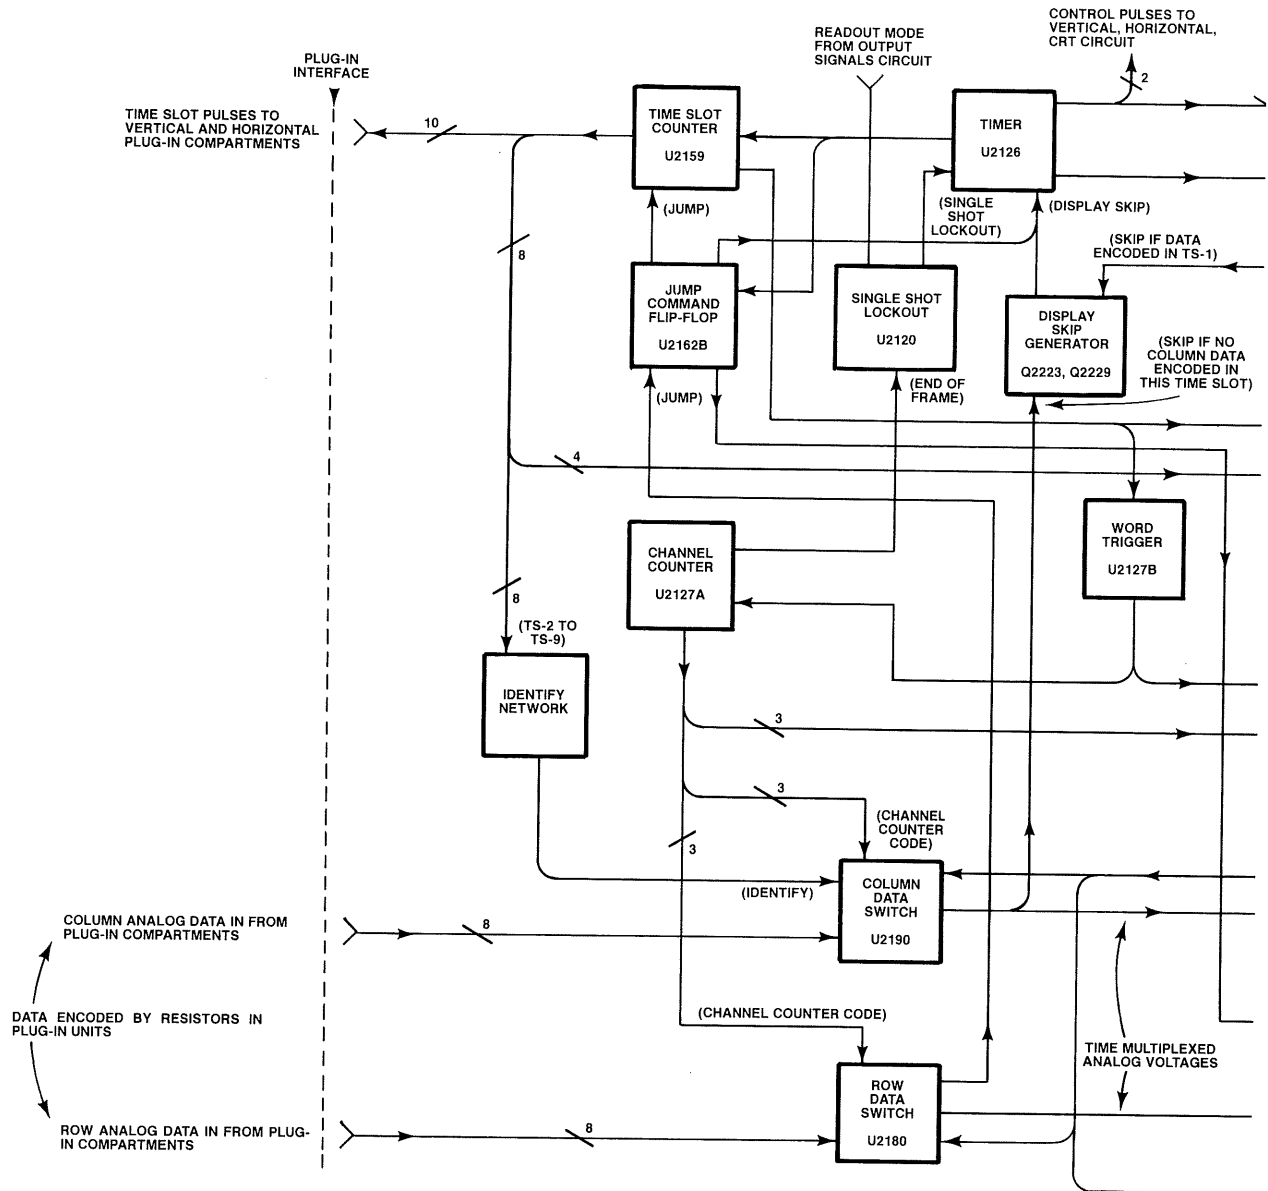 CONTROL PULSES TO
VERTICAL, HORIZONTAL,
CRT CIRCUIT
2
READOUT MODE
FROM OUTPUT
SIGNALS CIRCUIT
PLUG-IN
INTERFACE
TIME SLOT PULSES TO
VERTICAL AND HORIZONTAL
PLUG-IN COMPARTMENTS
10
TIME SLOT
COUNTER
U2159
TIMER
U2126
(JUMP)
(SINGLE
SHOT
LOCKOUT)
(DISPLAY SKIP)
8
(SKIP IF DATA
ENCODED IN TS-1)
JUMP
COMMAND
FLIP-FLOP
U2162B
SINGLE SHOT
LOCKOUT
U2120
DISPLAY
SKIP
GENERATOR
Q2223, Q2229
(SKIP IF NO
COLUMN DATA
ENCODED IN
THIS TIME SLOT)
(JUMP)
(END OF
FRAME)
4
CHANNEL
COUNTER
U2127A
WORD
TRIGGER
U2127B
8
(TS-2 TO
TS-9)
IDENTIFY
NETWORK
3
3
3
(CHANNEL
COUNTER
CODE)
(IDENTIFY)
COLUMN
DATA
SWITCH
U2190
COLUMN ANALOG DATA IN FROM
PLUG-IN COMPARTMENTS
8
DATA ENCODED BY RESISTORS IN
PLUG-IN UNITS
(CHANNEL COUNTER CODE)
TIME MULTIPLEXED
ANALOG VOLTAGES
ROW
DATA
SWITCH
U2180
ROW ANALOG DATA IN FROM PLUG-
IN COMPARTMENTS
8